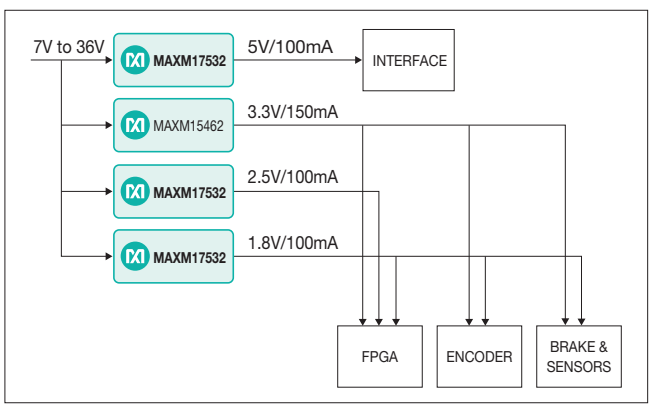 7V to 36V
MAXM17532
5V/100mA
INTERFACE
MAXM15462
3.3V/150mA
MAXM17532
2.5V/100mA
MAXM17532
1.8V/100mA
FPGA
ENCODER
BRAKE &
SENSORS